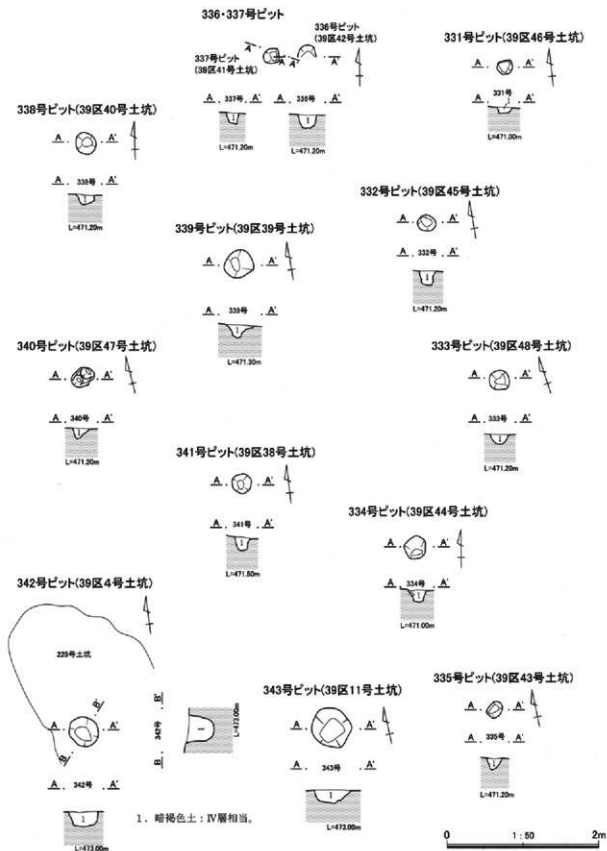 336・337号ピット
336号ピット
(39区42号土坑)
337号ピット
(39区41号土坑)
A A' A A'
A . 337号 . A' A . 336号 . A'
1 1
L=471.20m L=471.20m
331号ピット(39区46号土坑)
A . . A'
A . 331号 . A'
1
L=471.00m
338号ピット(39区40号土坑)
A . . A'
A . 338号 . A'
1
L=471.20m
332号ピット(39区45号土坑)
A . . A'
A . 332号 . A'
1
L=471.20m
339号ピット(39区39号土坑)
A . . A'
A . 339号 . A'
1
L=471.30m
340号ピット(39区47号土坑)
A . . A'
A . 340号 . A'
1
L=471.20m
333号ピット(39区48号土坑)
A . . A'
A . 333号 . A'
1
L=471.20m
341号ピット(39区38号土坑)
A . . A'
A . 341号 . A'
1
L=471.50m
334号ピット(39区44号土坑)
A . . A'
A . 334号 . A'
1
L=471.00m
342号ピット(39区4号土坑)
229号土坑
B'
A . . A'
B
B . 342号 . B'
1
L=473.00m
A . 342号 . A'
1
L=473.00m
1．暗褐色土：Ⅳ層相当。
343号ピット(39区11号土坑)
A . . A'
A . 343号 . A'
1
L=473.00m
335号ピット(39区43号土坑)
A . . A'
A . 335号 . A'
1
L=471.20m
0 1:50 2m